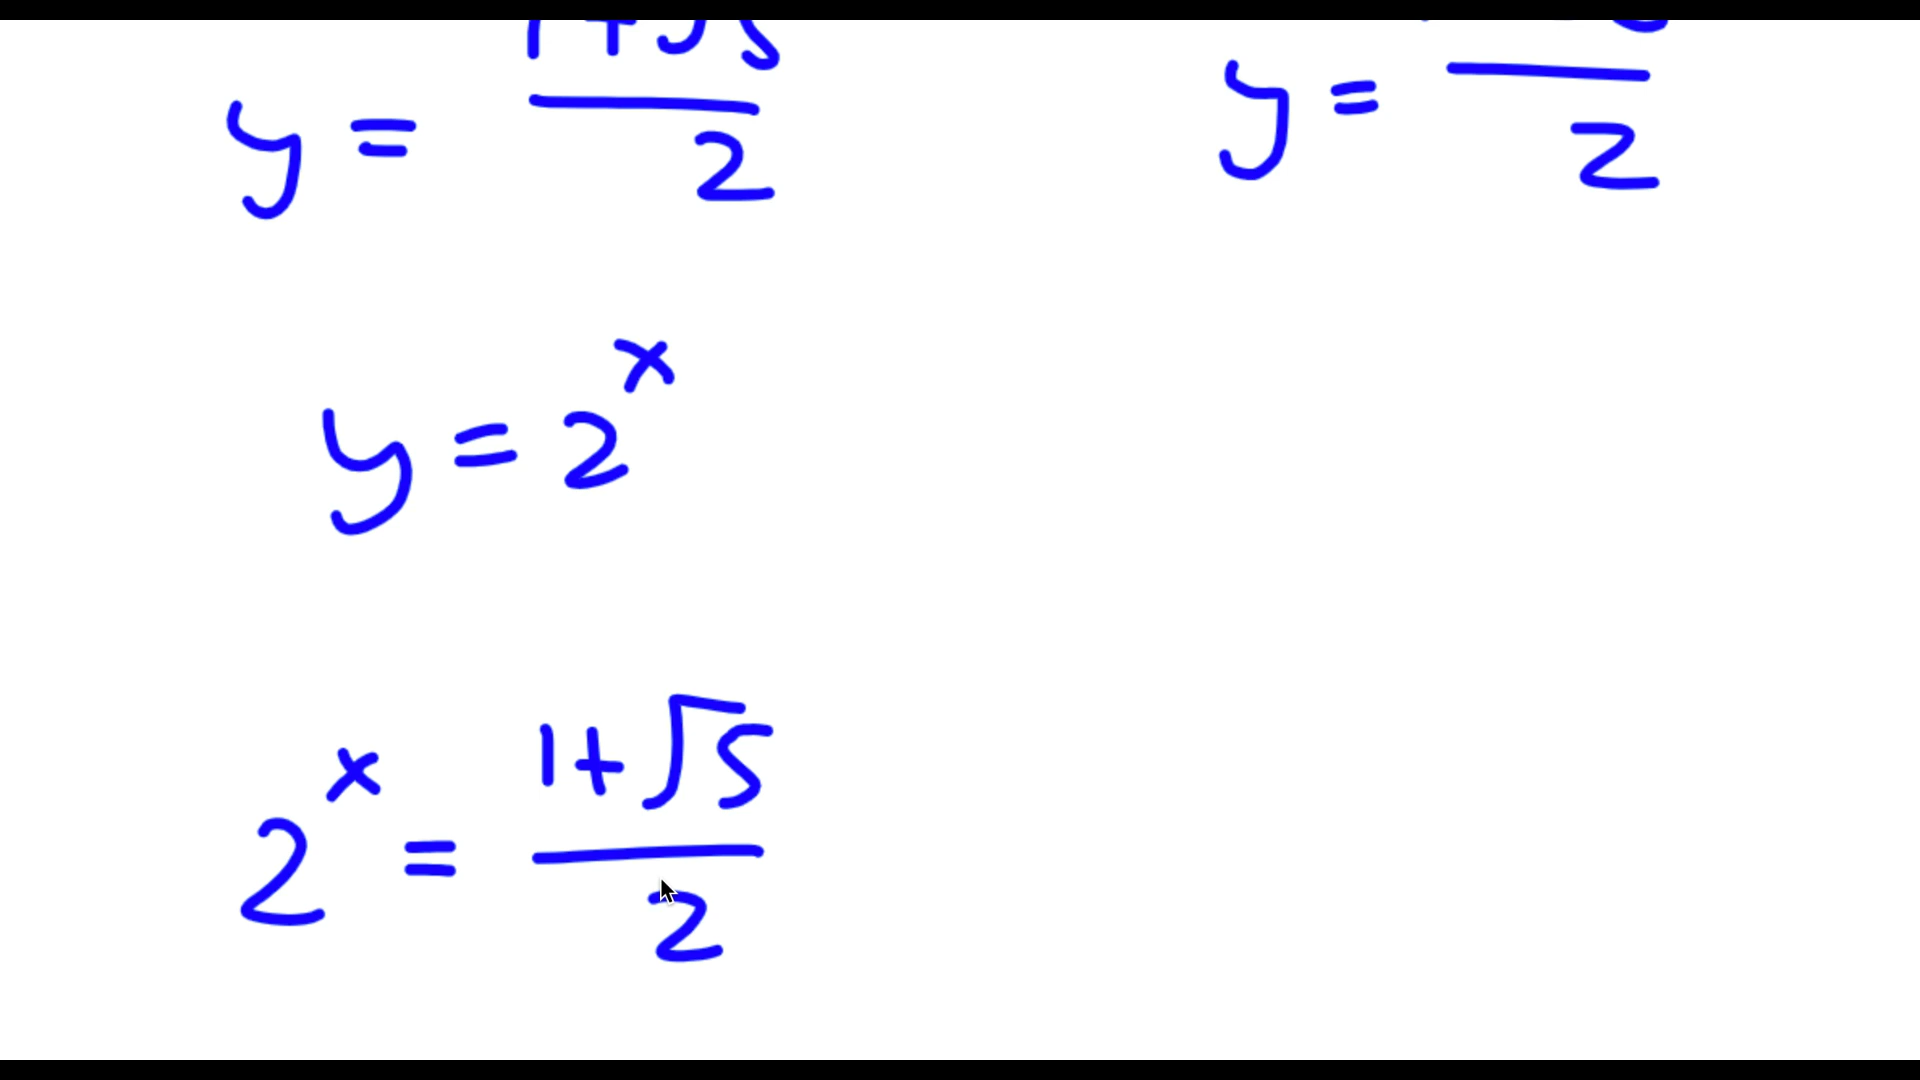 y = (1+√5)/2
y = /2
y = 2^x
2^x = (1+√5)/2